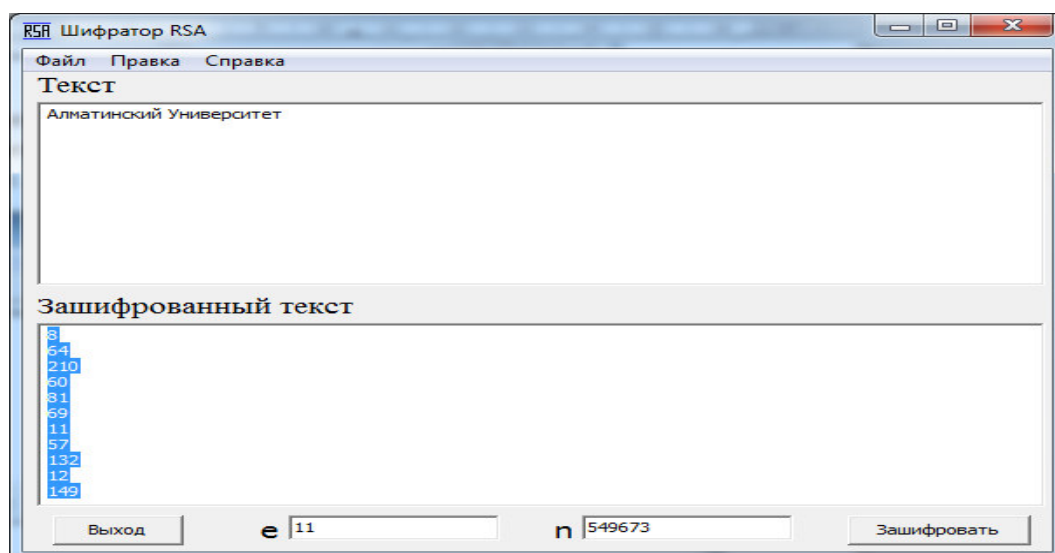 RSA Шифратор RSA
Файл Правка Справка
Текст
Алматинский Университет
Зашифрованный текст
8
64
210
60
81
69
11
57
132
12
149
Выход e 11 n 549673 Зашифровать